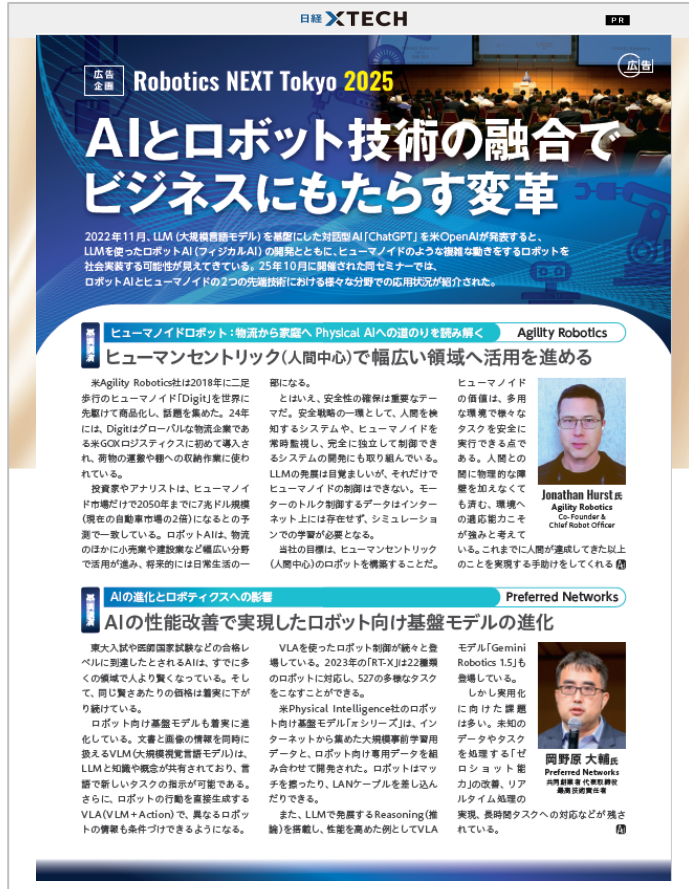 日経 XTECH
PR
広告
企画
Robotics NEXT Tokyo 2025
広告
AIとロボット技術の融合で
ビジネスにもたらす変革
2022年11月、LLM（大規模言語モデル）を基盤にした対話型AI「ChatGPT」を米OpenAIが発表すると、
LLMを使ったロボットAI（フィジカルAI）の開発とともに、ヒューマノイドのような複雑な動きをするロボットを
社会実装する可能性が見えてきている。25年10月に開催された同セミナーでは、
ロボットAIとヒューマノイドの2つの先端技術における様々な分野での応用状況が紹介された。
基調講演
ヒューマノイドロボット：物流から家庭へ Physical AIへの道のりを読み解く
Agility Robotics
ヒューマンセントリック（人間中心）で幅広い領域へ活用を進める
米Agility Robotics社は2018年に二足
歩行のヒューマノイド「Digit」を世界に
先駆けて商品化し、話題を集めた。24年
には、Digitはグローバルな物流企業であ
る米GOXロジスティクスに初めて導入さ
れ、荷物の運搬や棚への収納作業に使わ
れている。
投資家やアナリストは、ヒューマノイ
ド市場だけで2050年までに7兆ドル規模
（現在の自動車市場の2倍）になるとの予
測で一致している。ロボットAIは、物流
のほかに小売業や建設業など幅広い分野
で活用が進み、将来的には日常生活の一
部になる。
とはいえ、安全性の確保は重要なテー
マだ。安全戦略の一環として、人間を検
知するシステムや、ヒューマノイドを
常時監視し、完全に独立して制御でき
るシステムの開発にも取り組んでいる。
LLMの発展は目覚ましいが、それだけで
ヒューマノイドの制御はできない。モー
ターのトルク制御するデータはインター
ネット上には存在せず、シミュレーショ
ンでの学習が必要となる。
当社の目標は、ヒューマンセントリック
（人間中心）のロボットを構築することだ。
ヒューマノイド
の価値は、多用
な環境で様々な
タスクを安全に
実行できる点で
ある。人間との
間に物理的な障
壁を加えなくて
も済む、環境へ
の適応能力こそ
が強みと考えて
いる。これまでに人間が達成してきた以上
のことを実現する手助けをしてくれる
Jonathan Hurst氏
Agility Robotics
Co-Founder &
Chief Robot Officer
基調講演
AIの進化とロボティクスへの影響
Preferred Networks
AIの性能改善で実現したロボット向け基盤モデルの進化
東大入試や医師国家試験などの合格レ
ベルに到達したとされるAIは、すでに多
くの領域で人より賢くなっている。そし
て、同じ賢さあたりの価格は着実に下が
り続けている。
ロボット向け基盤モデルも着実に進
化している。文書と画像の情報を同時に
扱えるVLM（大規模視覚言語モデル）は、
LLMと知識や概念が共有されており、言
語で新しいタスクの指示が可能である。
さらに、ロボットの行動を直接生成する
VLA（VLM＋Action）で、異なるロボッ
トの情報も条件づけできるようになる。
VLAを使ったロボット制御が続々と登
場している。2023年の「RT-X」は22種類
のロボットに対応し、527の多様なタスク
をこなすことができる。
米Physical Intelligence社のロボッ
ト向け基盤モデル「πシリーズ」は、イン
ターネットから集めた大規模事前学習用
データと、ロボット向け専用データを組
み合わせて開発された。ロボットはマッ
チを擦ったり、LANケーブルを差し込ん
だりできる。
また、LLMで発展するReasoning（推
論）を搭載し、性能を高めた例としてVLA
モデル「Gemini
Robotics 1.5」も
登場している。
しかし実用化
に向けた課題
は多い。未知の
データやタスク
を処理する「ゼ
ロショット能
力」の改善、リア
ルタイム処理の
実現、長時間タスクへの対応などが残さ
れている。
岡野原 大輔氏
Preferred Networks
共同創業者 代表取締役
最高技術責任者